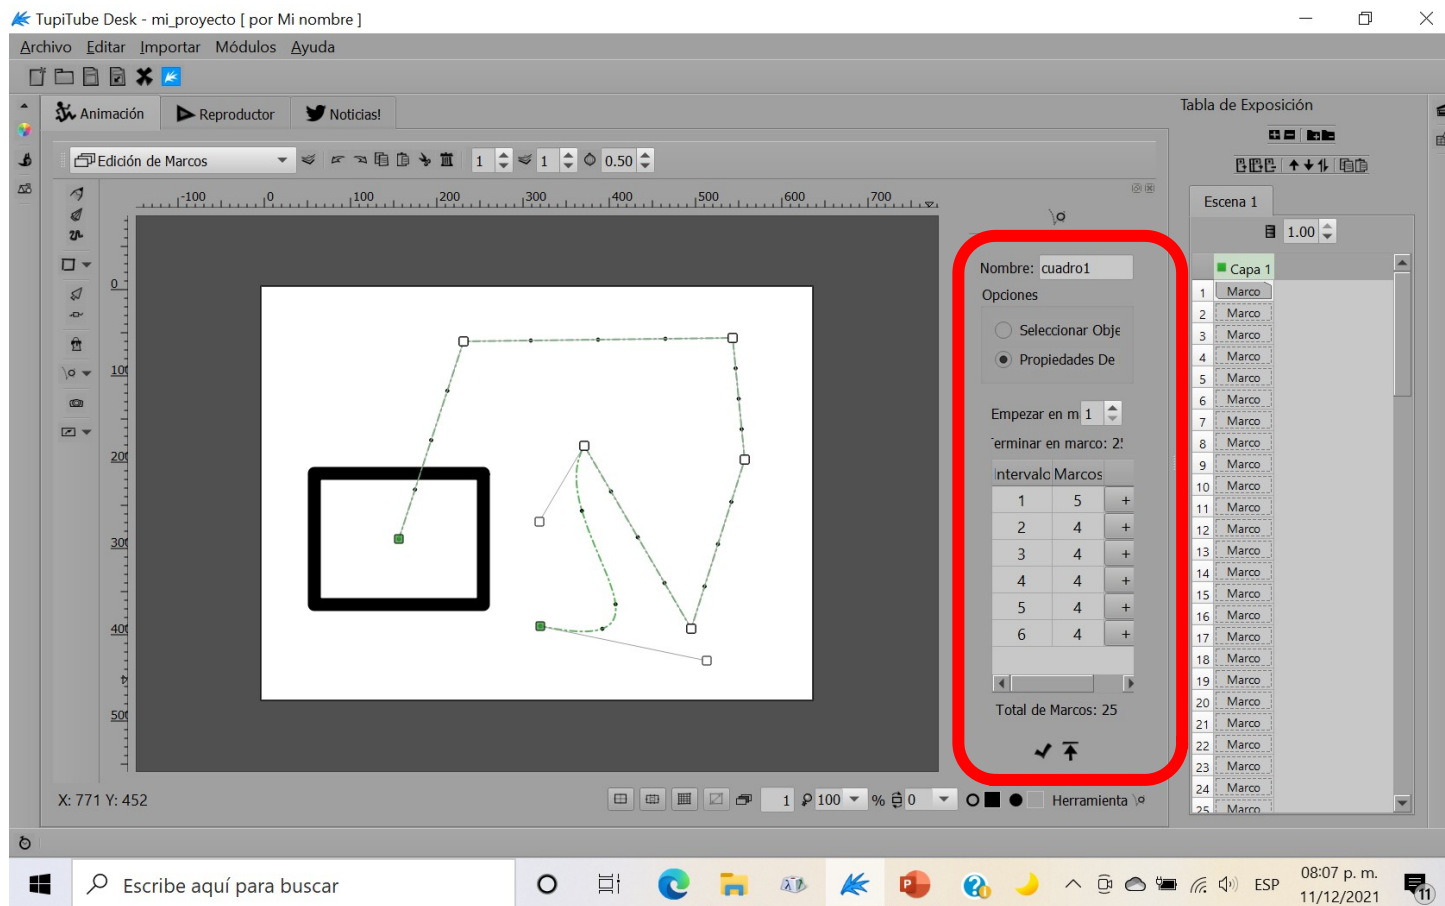 TupiTube Desk - mi_proyecto [ por Mi nombre ]
Archivo Editar Importar Módulos Ayuda
Animación Reproductor Noticias!
Edición de Marcos 1 1 0.50
-100 0 100 200 300 400 500 600 700
0
100
200
300
400
500
Nombre: cuadro1
Opciones
Seleccionar Obje
Propiedades De
Empezar en m 1
erminar en marco: 2
Intervalo Marcos
1 5 +
2 4 +
3 4 +
4 4 +
5 4 +
6 4 +
Total de Marcos: 25
Tabla de Exposición
Escena 1
1.00
Capa 1
1 Marco
2 Marco
3 Marco
4 Marco
5 Marco
6 Marco
7 Marco
8 Marco
9 Marco
10 Marco
11 Marco
12 Marco
13 Marco
14 Marco
15 Marco
16 Marco
17 Marco
18 Marco
19 Marco
20 Marco
21 Marco
22 Marco
23 Marco
24 Marco
25 Marco
X: 771 Y: 452 1 100 % 0 Herramienta
Escribe aquí para buscar
ESP
08:07 p. m.
11/12/2021
11